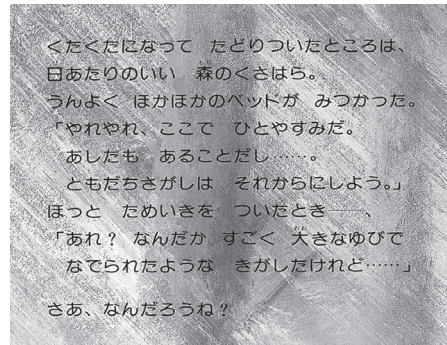 くたくたになって　たどりついたところは、
日あたりのいい　森のくさはら。
うんよく　ほかほかのベッドが　みつかった。
「やれやれ、ここで　ひとやすみだ。
あしたも　あることだし……。
ともだちさがしは　それからにしよう。」
ほっと　ためいきを　ついたとき――、
「あれ？　なんだか　すごく　大きなゆびで
なでられたような　きがしたけれど……」
さあ、なんだろうね？